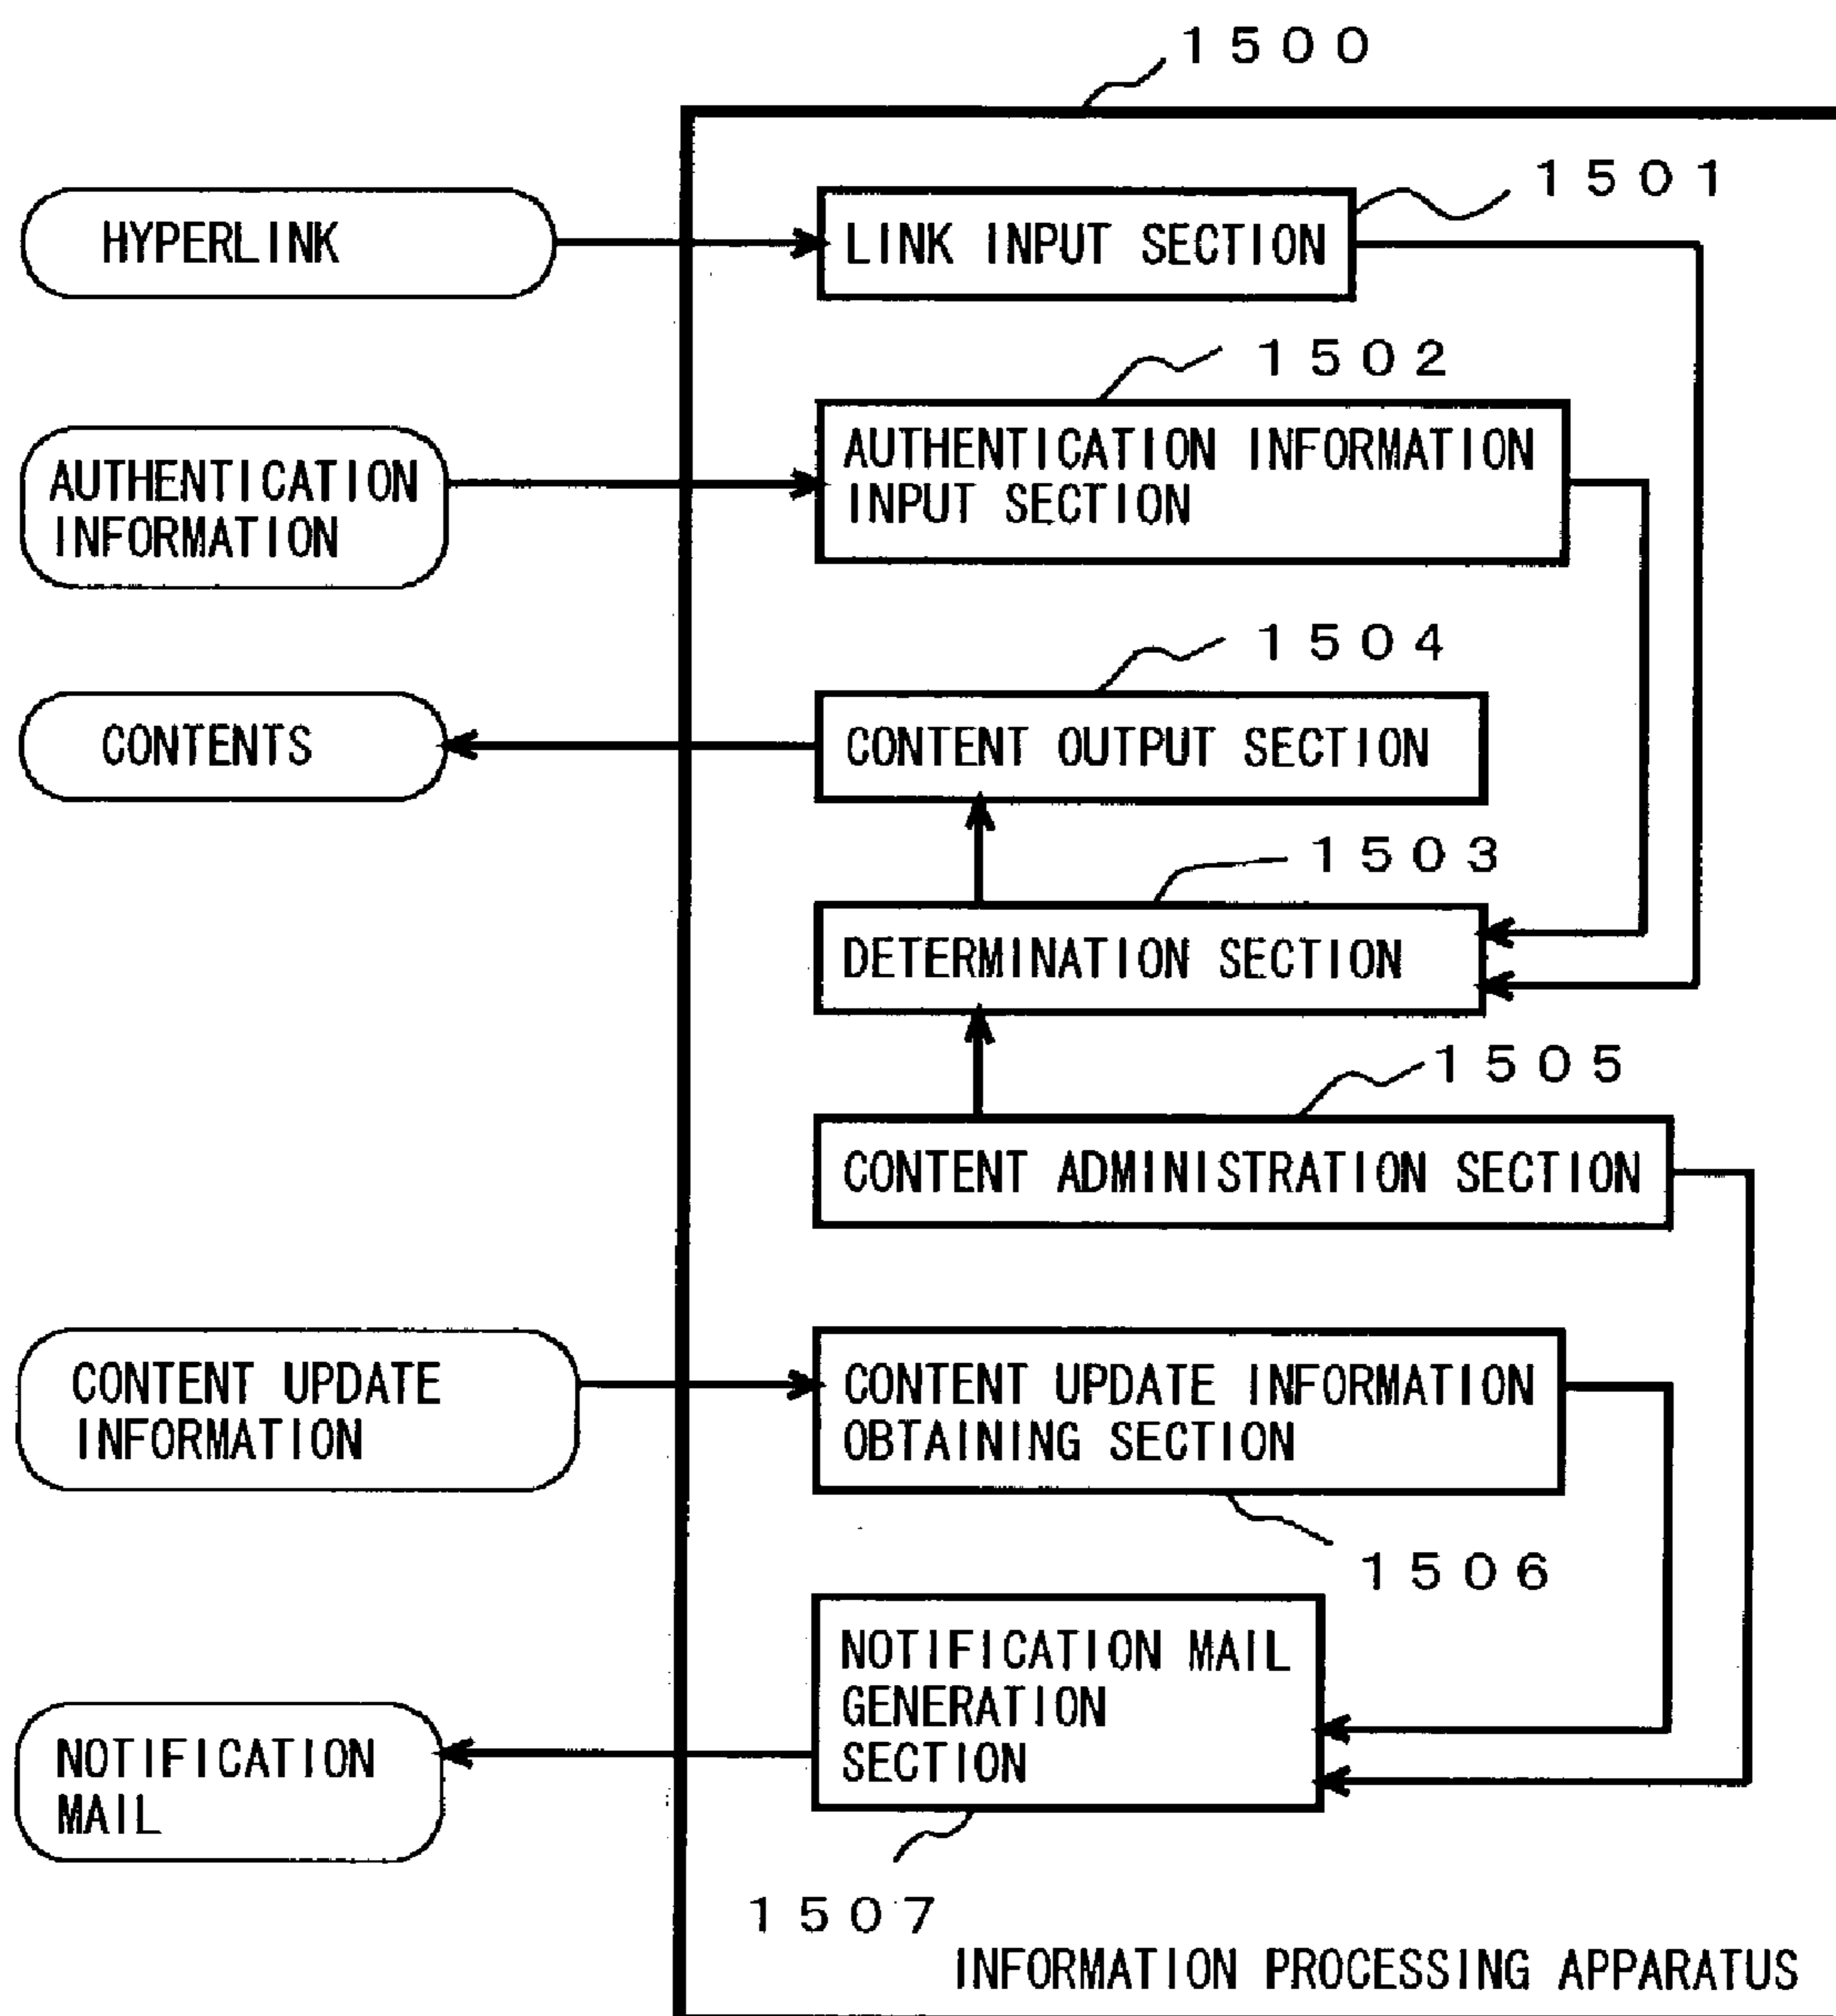 1500
1501
HYPERLINK
LINK INPUT SECTION
1502
AUTHENTICATION
INFORMATION
AUTHENTICATION INFORMATION
INPUT SECTION
1504
CONTENTS
CONTENT OUTPUT SECTION
1503
DETERMINATION SECTION
1505
CONTENT ADMINISTRATION SECTION
CONTENT UPDATE
INFORMATION
CONTENT UPDATE INFORMATION
OBTAINING SECTION
1506
NOTIFICATION MAIL
GENERATION
SECTION
NOTIFICATION
MAIL
1507
INFORMATION PROCESSING APPARATUS